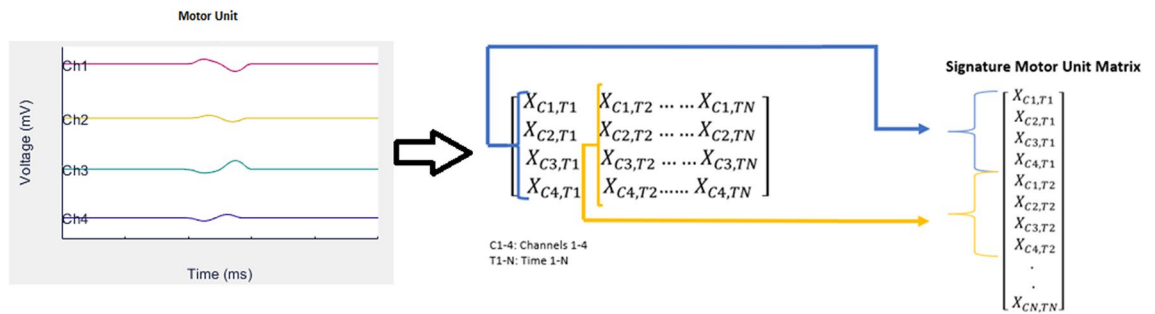 Motor Unit
Ch1
Ch2
Ch3
Ch4
Voltage (mV)
Time (ms)
X_{C1,T1} X_{C1,T2} ... ... X_{C1,TN}
X_{C2,T1} X_{C2,T2} ... ... X_{C2,TN}
X_{C3,T1} X_{C3,T2} ... ... X_{C3,TN}
X_{C4,T1} X_{C4,T2} ... ... X_{C4,TN}
C1-4: Channels 1-4
T1-N: Time 1-N
Signature Motor Unit Matrix
X_{C1,T1}
X_{C2,T1}
X_{C3,T1}
X_{C4,T1}
X_{C1,T2}
X_{C2,T2}
X_{C3,T2}
X_{C4,T2}
.
.
X_{CN,TN}